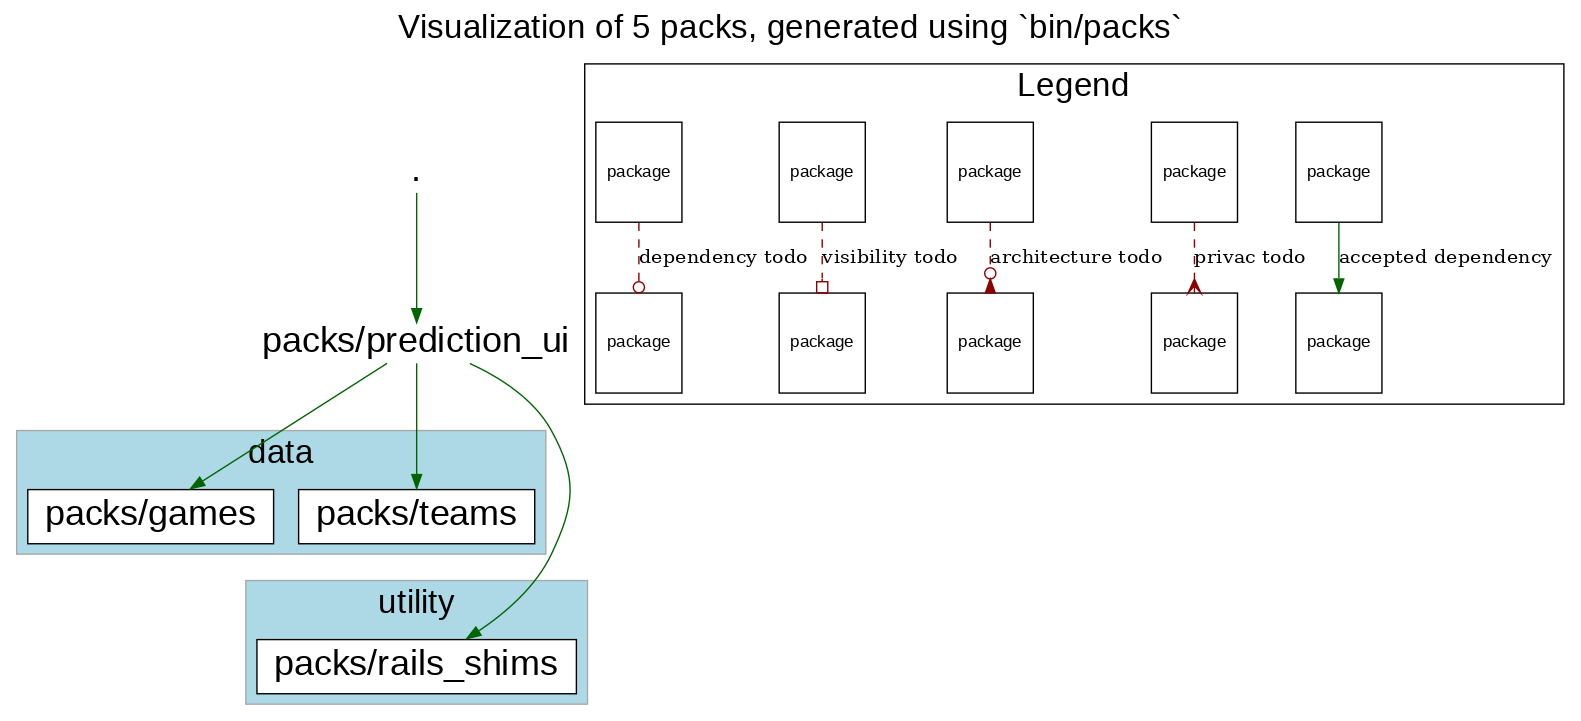 Visualization of 5 packs, generated using `bin/packs`
Legend
package package package package package
.
dependency todo visibility todo architecture todo privac todo accepted dependency
packs/prediction_ui
package package package package package
data
packs/games packs/teams
utility
packs/rails_shims